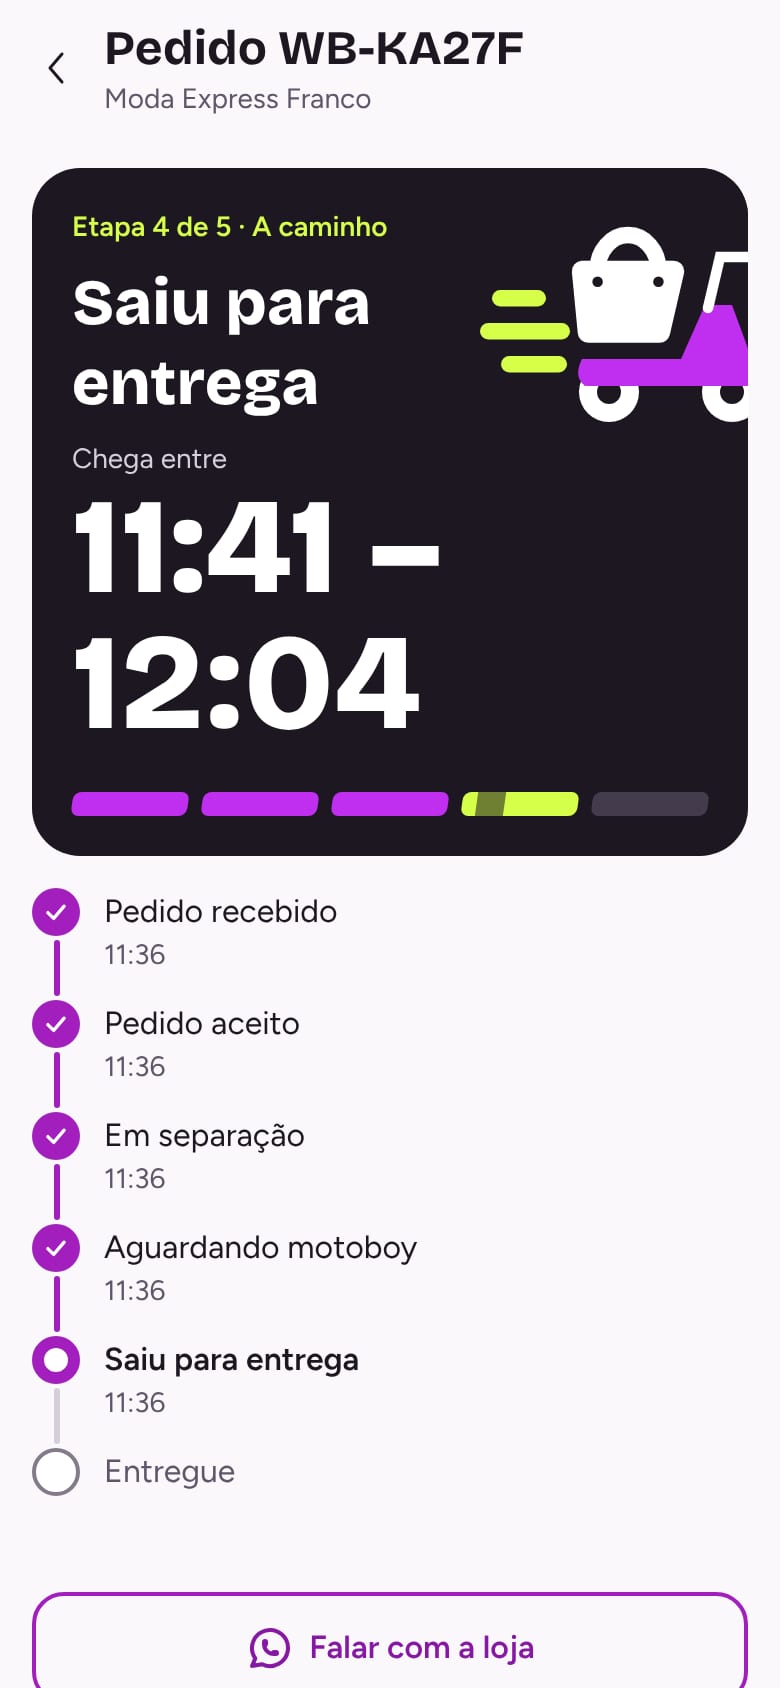 Pedido WB-KA27F
Moda Express Franco
Etapa 4 de 5 · A caminho
Saiu para
entrega
Chega entre
11:41 –
12:04
Pedido recebido
11:36
Pedido aceito
11:36
Em separação
11:36
Aguardando motoboy
11:36
Saiu para entrega
11:36
Entregue
Falar com a loja